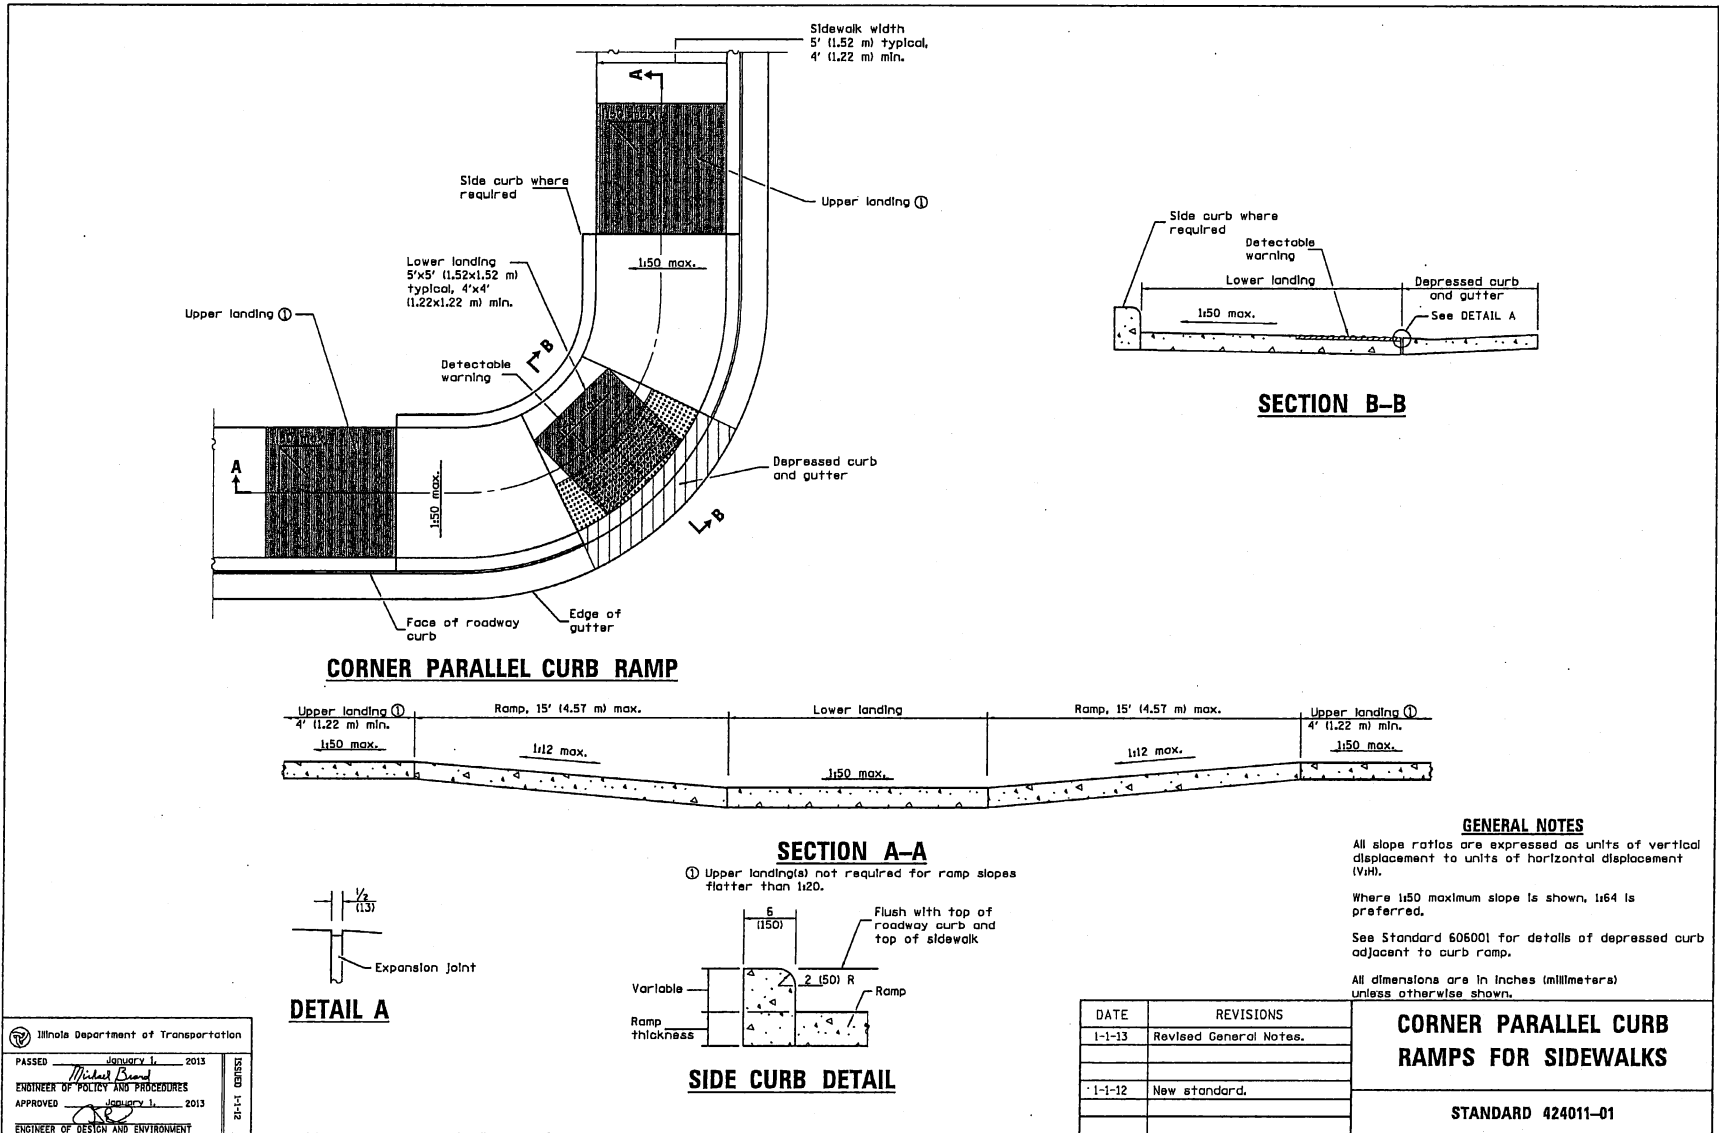 Sidewalk width
5' (1.52 m) typical,
4' (1.22 m) min.
A
Side curb where
required
Upper landing ①
1:50 max.
Lower landing
5'x5' (1.52x1.52 m)
typical, 4'x4'
(1.22x1.22 m) min.
Upper landing ①
B
Detectable
warning
A
1:50 max.
Depressed curb
and gutter
B
Edge of
gutter
Face of roadway
curb
CORNER PARALLEL CURB RAMP
Side curb where
required
Detectable
warning
Lower landing
Depressed curb
and gutter
1:50 max.
See DETAIL A
SECTION B-B
Upper landing ①
4' (1.22 m) min.
Ramp, 15' (4.57 m) max.
Lower landing
Ramp, 15' (4.57 m) max.
Upper landing ①
4' (1.22 m) min.
1:50 max.
1:12 max.
1:50 max.
1:12 max.
1:50 max.
SECTION A-A
① Upper landing(s) not required for ramp slopes
flatter than 1:20.
1/2
(13)
Expansion joint
DETAIL A
6
(150)
Flush with top of
roadway curb and
top of sidewalk
2 (50) R
Variable
Ramp
Ramp
thickness
SIDE CURB DETAIL
GENERAL NOTES
All slope ratios are expressed as units of vertical
displacement to units of horizontal displacement
(V:H).
Where 1:50 maximum slope is shown, 1:64 is
preferred.
See Standard 606001 for details of depressed curb
adjacent to curb ramp.
All dimensions are in inches (millimeters)
unless otherwise shown.
Illinois Department of Transportation
PASSED January 1, 2013
ENGINEER OF POLICY AND PROCEDURES
APPROVED January 1, 2013
ENGINEER OF DESIGN AND ENVIRONMENT
ISSUED 1-1-12
DATE REVISIONS
1-1-13 Revised General Notes.
1-1-12 New standard.
CORNER PARALLEL CURB
RAMPS FOR SIDEWALKS
STANDARD 424011-01